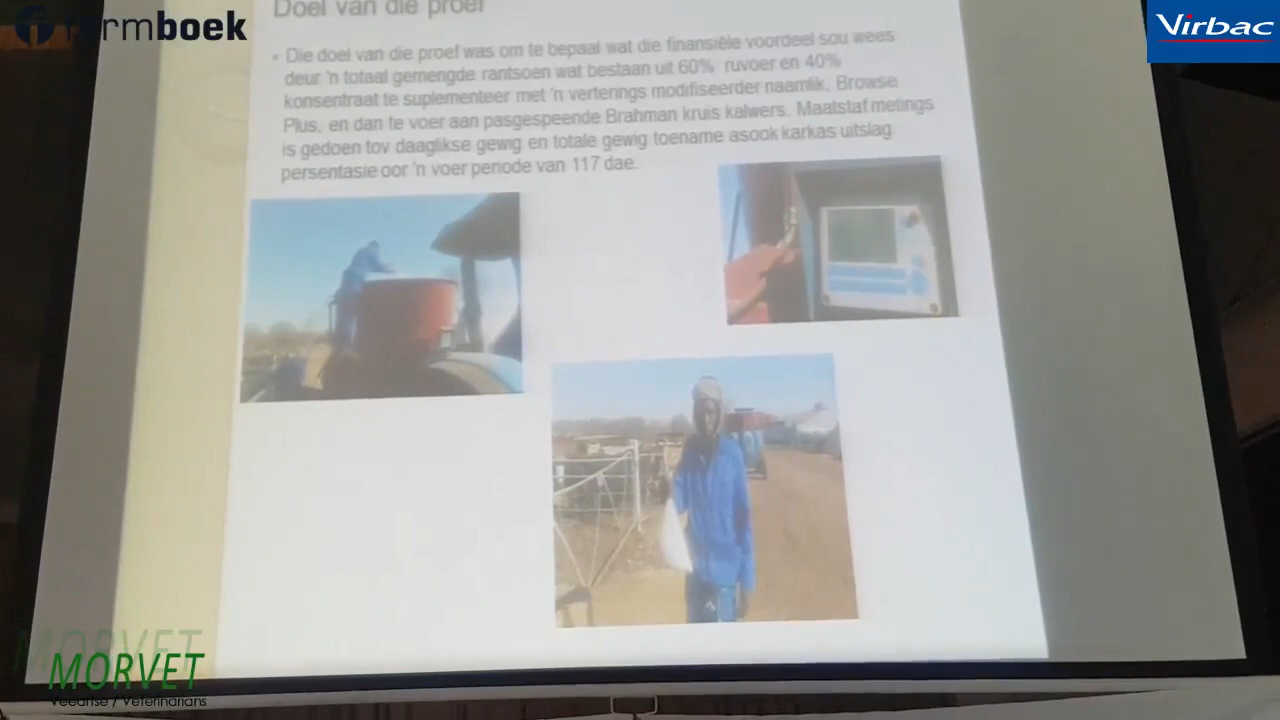 farmboek
Virbac
Doel van die proef
• Die doel van die proef was om te bepaal wat die finansiële voordeel sou wees
deur 'n totaal gemengde rantsoen wat bestaan uit 60% ruvoer en 40%
konsentraat te suplementeer met 'n verterings modifiseerder naamlik, Browse
Plus, en dan te voer aan pasgespeende Brahman kruis kalwers. Maatstaf metings
is gedoen tov daaglikse gewig en totale gewig toename asook karkas uitslag
persentasie oor 'n voer periode van 117 dae.
MORVET
MORVET
Veeartse / Veterinarians